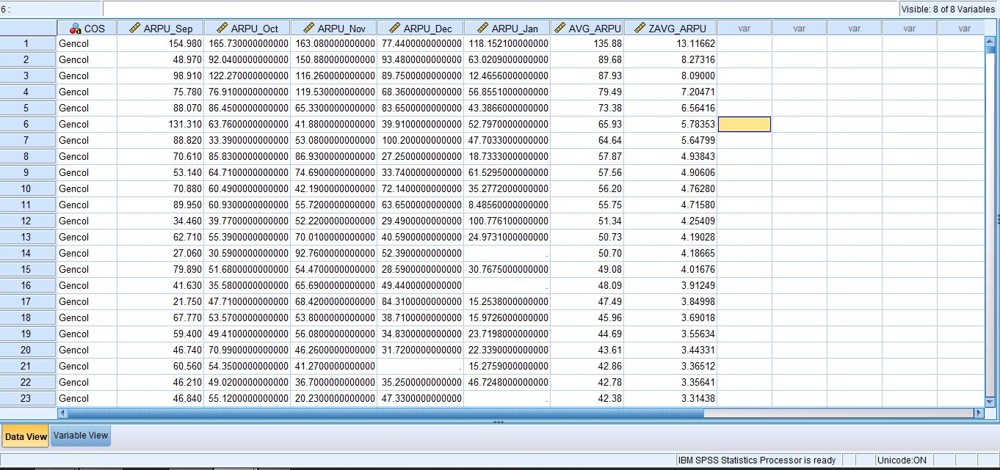 6 : Visible: 8 of 8 Variables
COS ARPU_Sep ARPU_Oct ARPU_Nov ARPU_Dec ARPU_Jan AVG_ARPU ZAVG_ARPU var var var var var
1 Gencol 154.980 165.730000000000 163.080000000000 77.4400000000000 118.152100000000 135.88 13.11662
2 Gencol 48.970 92.0400000000000 150.880000000000 93.4800000000000 63.0209000000000 89.68 8.27316
3 Gencol 98.910 122.270000000000 116.260000000000 89.7500000000000 12.4656000000000 87.93 8.09000
4 Gencol 75.780 76.9100000000000 119.530000000000 68.3600000000000 56.8551000000000 79.49 7.20471
5 Gencol 88.070 86.4500000000000 65.3300000000000 83.6500000000000 43.3866000000000 73.38 6.56416
6 Gencol 131.310 63.7600000000000 41.8800000000000 39.9100000000000 52.7970000000000 65.93 5.78353
7 Gencol 88.820 33.3900000000000 53.0800000000000 100.200000000000 47.7033000000000 64.64 5.64799
8 Gencol 70.610 85.8300000000000 86.9300000000000 27.2500000000000 18.7333000000000 57.87 4.93843
9 Gencol 53.140 64.7100000000000 74.6900000000000 33.7400000000000 61.5295000000000 57.56 4.90606
10 Gencol 70.880 60.4900000000000 42.1900000000000 72.1400000000000 35.2772000000000 56.20 4.76280
11 Gencol 89.950 60.9300000000000 55.7200000000000 63.6500000000000 8.48560000000000 55.75 4.71580
12 Gencol 34.460 39.7700000000000 52.2200000000000 29.4900000000000 100.776100000000 51.34 4.25409
13 Gencol 62.710 55.3900000000000 70.0100000000000 40.5900000000000 24.9731000000000 50.73 4.19028
14 Gencol 27.060 30.5900000000000 92.7600000000000 52.3900000000000 . 50.70 4.18665
15 Gencol 79.890 51.6800000000000 54.4700000000000 28.5900000000000 30.7675000000000 49.08 4.01676
16 Gencol 41.630 35.5800000000000 65.6900000000000 49.4400000000000 . 48.09 3.91249
17 Gencol 21.750 47.7100000000000 68.4200000000000 84.3100000000000 15.2538000000000 47.49 3.84998
18 Gencol 67.770 53.5700000000000 53.8000000000000 38.7100000000000 15.9726000000000 45.96 3.69018
19 Gencol 59.400 49.4100000000000 56.0800000000000 34.8300000000000 23.7198000000000 44.69 3.55634
20 Gencol 46.740 70.9900000000000 46.2600000000000 31.7200000000000 22.3390000000000 43.61 3.44331
21 Gencol 60.560 54.3500000000000 41.2700000000000 . 15.2759000000000 42.86 3.36512
22 Gencol 46.210 49.0200000000000 36.7000000000000 35.2500000000000 46.7248000000000 42.78 3.35641
23 Gencol 46.840 55.1200000000000 20.2300000000000 47.3300000000000 . 42.38 3.31438
Data View Variable View
IBM SPSS Statistics Processor is ready Unicode:ON